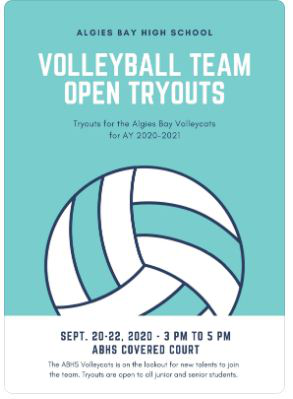 ALGIES BAY HIGH SCHOOL
VOLLEYBALL TEAM
OPEN TRYOUTS
Tryouts for the Algies Bay Volleycats
for AY 2020-2021
SEPT. 20-22, 2020 - 3 PM TO 5 PM
ABHS COVERED COURT
The ABHS Volleycats is on the lookout for new talents to join
the team. Tryouts are open to all junior and senior students.